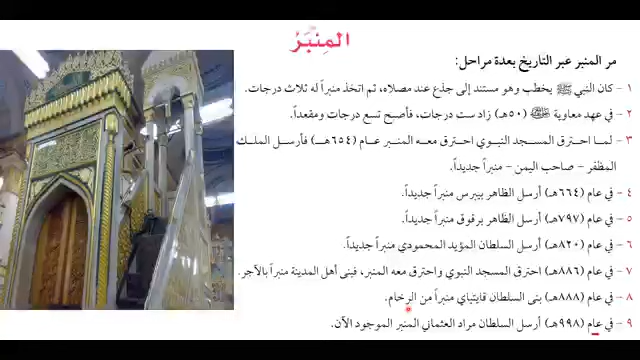 المِنبَرُ
مر المنبر عبر التاريخ بعدة مراحل:
١ - كان النبي ﷺ يخطب وهو مستند إلى جذع عند مصلاه، ثم اتخذ منبراً له ثلاث درجات.
٢ - في عهد معاوية (٥٠هـ) زاد ست درجات، فأصبح تسع درجات ومقعداً.
٣ - لما احترق المسجد النبوي احترق معه المنبر عام (٦٥٤هـ) فأرسل الملك
المظفر - صاحب اليمن - منبراً جديداً.
٤ - في عام (٦٦٤هـ) أرسل الظاهر بيبرس منبراً جديداً.
٥ - في عام (٧٩٧هـ) أرسل الظاهر برقوق منبراً جديداً.
٦ - في عام (٨٢٠هـ) أرسل السلطان المؤيد المحمودي منبراً جديداً.
٧ - في عام (٨٨٦هـ) احترق المسجد النبوي واحترق معه المنبر، فبنى أهل المدينة منبراً بالآجر.
٨ - في عام (٨٨٨هـ) بنى السلطان قايتباي منبراً من الرخام.
٩ - في عام (٩٩٨هـ) أرسل السلطان مراد العثماني المنبر الموجود الآن.